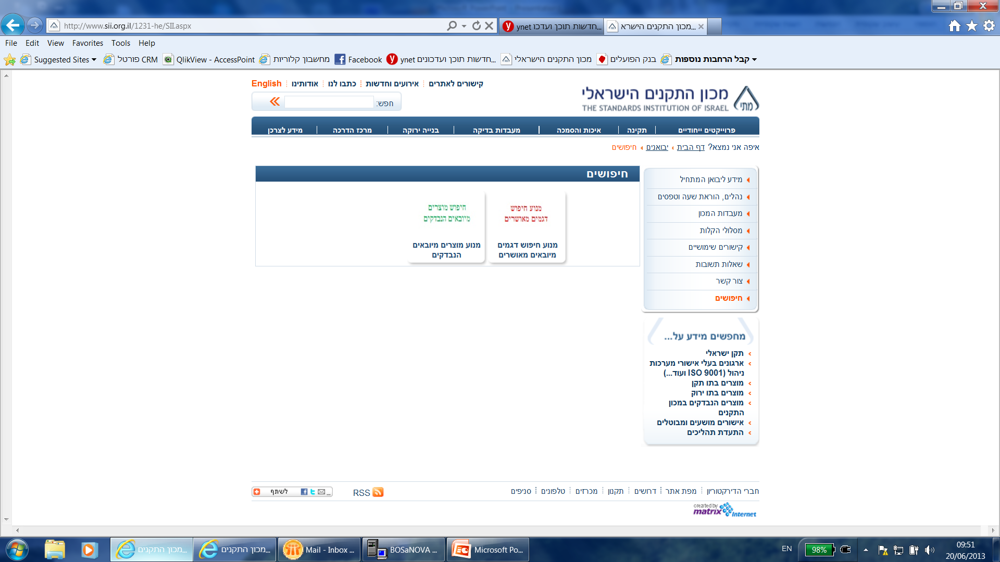 http://www.sii.org.il/1231-he/SII.aspx
ynet חדשות תוכן ועדכו...
מכון התקנים הישרא...
File Edit View Favorites Tools Help
Suggested Sites
פורטל CRM
QlikView - AccessPoint
מחשבון קלוריות
Facebook
ynet חדשות תוכן ועדכונים...
מכון התקנים הישראלי
בנק הפועלים
קבל הרחבות נוספות
קישורים לאתרים אירועים וחדשות כתבו לנו אודותינו English
חפש:
מכון התקנים הישראלי
THE STANDARDS INSTITUTION OF ISRAEL
מתי
פרוייקטים ייחודיים תקינה איכות והסמכה מעבדות בדיקה בנייה ירוקה מרכז הדרכה מידע לצרכן
איפה אני נמצא? דף הבית יבואנים חיפושים
חיפושים
מנוע חיפוש
דגמים מאושרים
מנוע חיפוש דגמים
מיובאים מאושרים
חיפוש מוצרים
מיובאים הנבדקים
מנוע מוצרים מיובאים
הנבדקים
מידע ליבואן המתחיל
נהלים, הוראת שעה וטפסים
מעבדות המכון
מסלולי הקלות
קישורים שימושיים
שאלות תשובות
צור קשר
חיפושים
מחפשים מידע על...
תקן ישראלי
ארגונים בעלי אישורי מערכות
ניהול (ISO 9001 ועוד...)
מוצרים בתו תקן
מוצרים בתו ירוק
מוצרים הנבדקים במכון
התקנים
אישורים מושעים ומבוטלים
התעדת תהליכים
חברי הדירקטוריון מפת אתר דרושים תקנון מכרזים טלפונים סניפים
RSS
לשתף ...
created by
matrix Internet
מכון התקנים...
מכון התקנים...
Mail - Inbox ...
BOSaNOVA ...
Microsoft Po...
EN
98%
09:51
20/06/2013